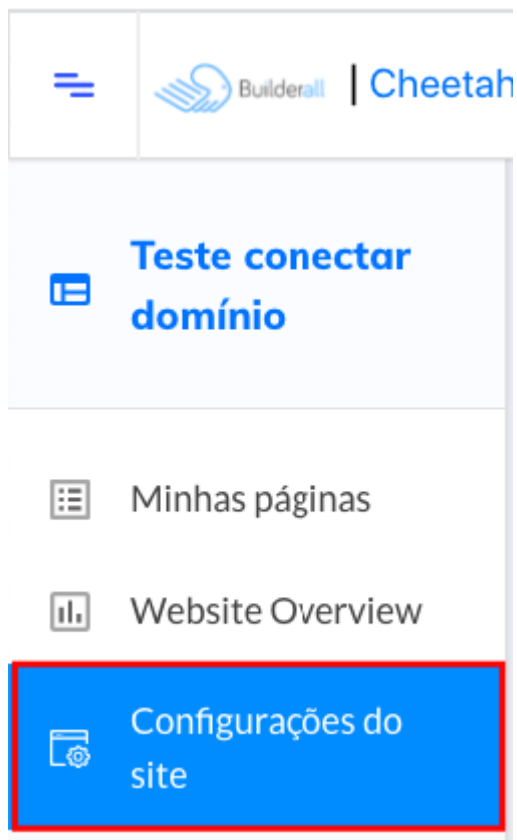 Builderall | Cheetah
Teste conectar
domínio
Minhas páginas
Website Overview
Configurações do
site